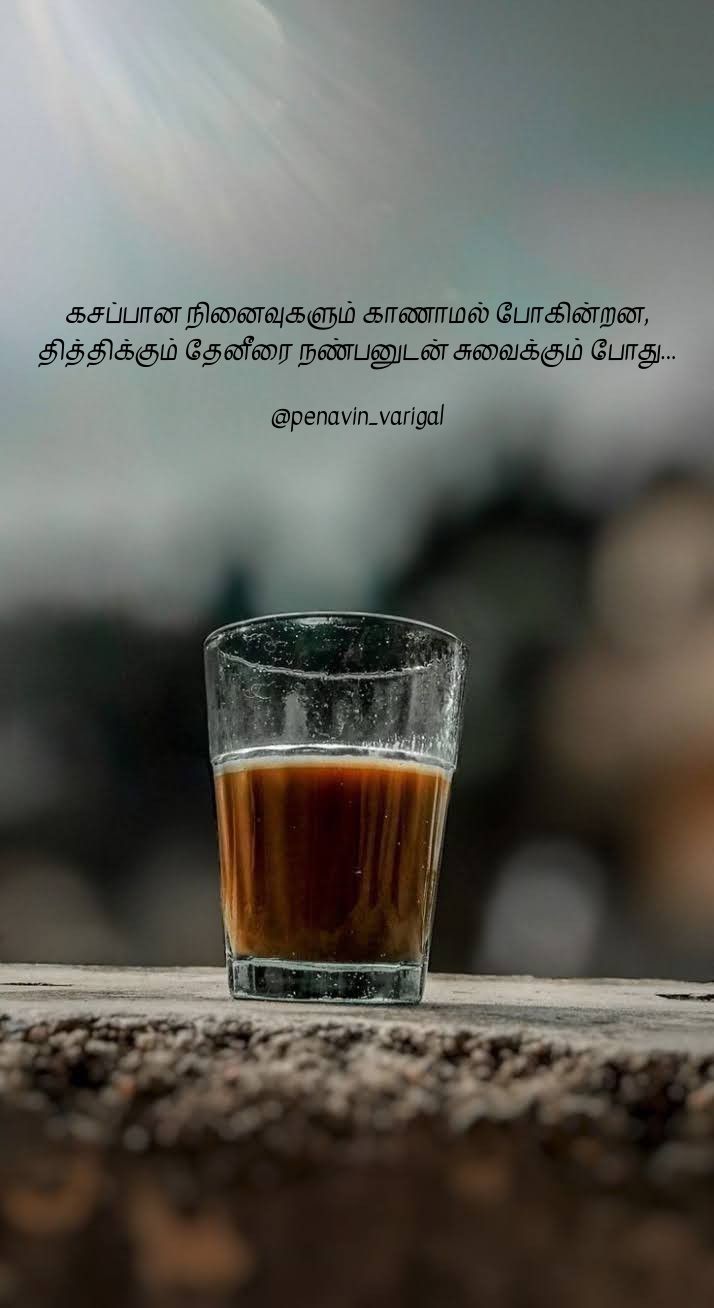 கசப்பான நினைவுகளும் காணாமல் போகின்றன,
தித்திக்கும் தேனீரை நண்பனுடன் சுவைக்கும் போது...
@penavin_varigal